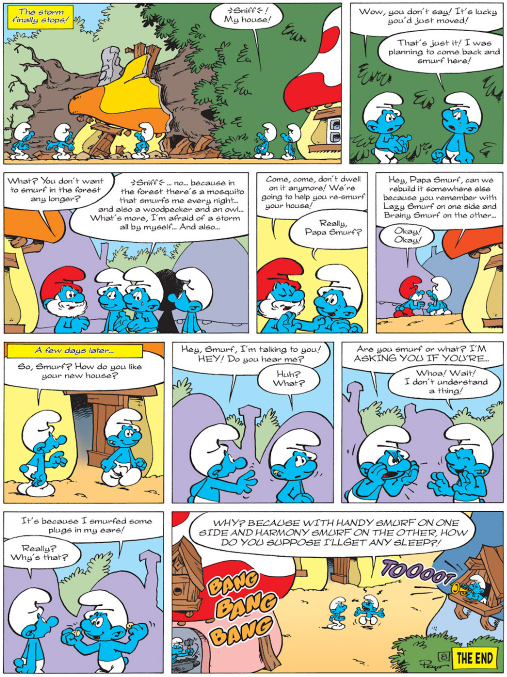 The storm
finally stops!
⚞Sniff⚟!
My house!
Wow, you don't say! It's lucky
you'd just moved!
That's just it! I was
planning to come back and
smurf here!
What? You don't want
to smurf in the forest
any longer?
⚞Sniff⚟... no... because in
the forest there's a mosquito
that smurfs me every night...
and also a woodpecker and an owl...
What's more, I'm afraid of a storm
all by myself... And also...
Come, come, don't dwell
on it anymore! We're
going to help you re-smurf
your house!
Really,
Papa Smurf?
Hey, Papa Smurf, can we
rebuild it somewhere else
because you remember with
Lazy Smurf on one side and
Brainy Smurf on the other...
Okay!
Okay!
A few days later...
So, Smurf? How do you like
your new house?
Hey, Smurf, I'm talking to you!
HEY! Do you hear me?
Huh?
What?
Are you smurf or what? I'M
ASKING YOU IF YOU'RE...
Whoa! Wait!
I don't understand
a thing!
It's because I smurfed some
plugs in my ears!
Really?
Why's that?
WHY? BECAUSE WITH HANDY SMURF ON ONE
SIDE AND HARMONY SMURF ON THE OTHER, HOW
DO YOU SUPPOSE I'LLGET ANY SLEEP?!
BANG
BANG
BANG
TOOOOT
Peyo
THE END